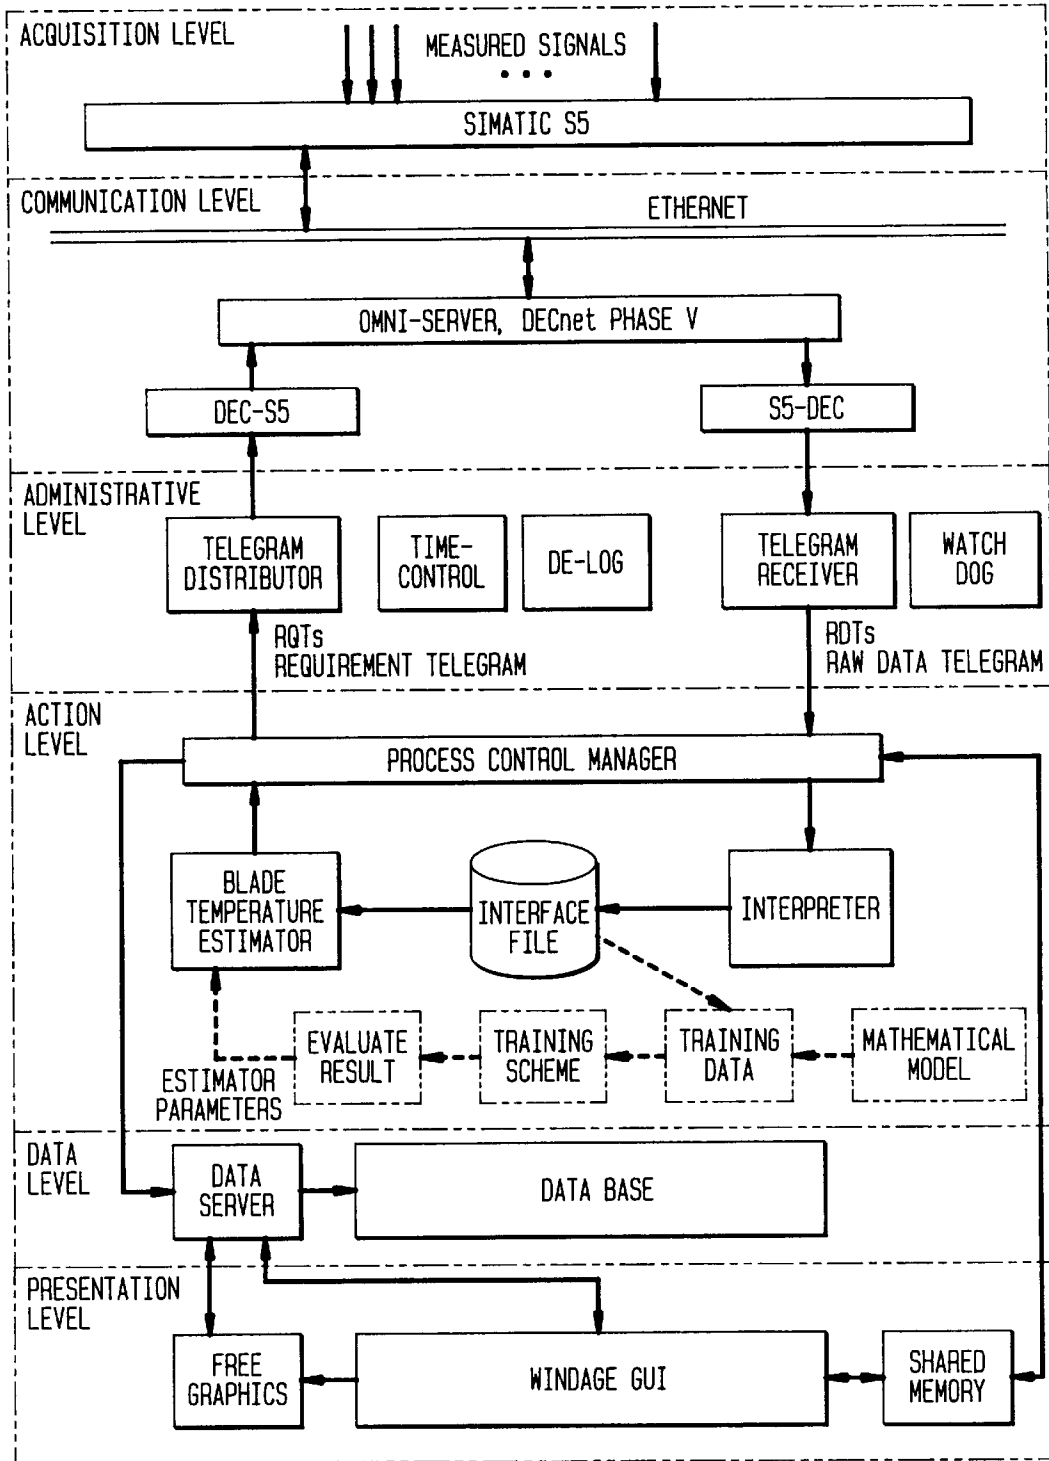 ACQUISITION LEVEL
MEASURED SIGNALS
SIMATIC S5
COMMUNICATION LEVEL
ETHERNET
OMNI-SERVER, DECnet PHASE V
DEC-S5
S5-DEC
ADMINISTRATIVE
LEVEL
TELEGRAM
DISTRIBUTOR
TIME-
CONTROL
DE-LOG
TELEGRAM
RECEIVER
WATCH
DOG
RQTs
REQUIREMENT TELEGRAM
RDTs
RAW DATA TELEGRAM
ACTION
LEVEL
PROCESS CONTROL MANAGER
BLADE
TEMPERATURE
ESTIMATOR
INTERFACE
FILE
INTERPRETER
EVALUATE
RESULT
TRAINING
SCHEME
TRAINING
DATA
MATHEMATICAL
MODEL
ESTIMATOR
PARAMETERS
DATA
LEVEL
DATA
SERVER
DATA BASE
PRESENTATION
LEVEL
FREE
GRAPHICS
WINDAGE GUI
SHARED
MEMORY